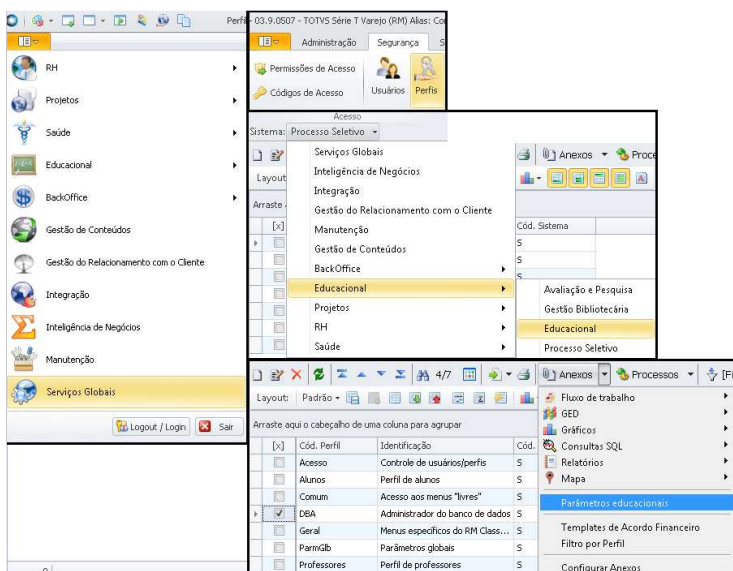 Perfi
RH
Projetos
Saúde
Educacional
BackOffice
Gestão de Conteúdos
Gestão do Relacionamento com o Cliente
Integração
Inteligência de Negócios
Manutenção
Serviços Globais
Logout / Login
Sair
- 03.9.0507 - TOTVS Série T Varejo (RM) Alias: Co
Administração
Segurança
S
Permissões de Acesso
Códigos de Acesso
Usuários
Perfis
Acesso
Sistema: Processo Seletivo
Anexos
Proce
Layout
Arraste
[x]
Cód. Sistema
S
S
S
Serviços Globais
Inteligência de Negócios
Integração
Gestão do Relacionamento com o Cliente
Manutenção
Gestão de Conteúdos
BackOffice
Educacional
Projetos
RH
Saúde
Avaliação e Pesquisa
Gestão Bibliotecária
Educacional
Processo Seletivo
4/7
Anexos
Processos
[Fi
Layout: Padrão
Arraste aqui o cabeçalho de uma coluna para agrupar
[x] Cód. Perfil Identificação Cód.
Acesso Controle de usuários/perfis S
Alunos Perfil de alunos S
Comum Acesso aos menus "livres" S
DBA Administrador do banco de dados S
Geral Menus específicos do RM Class... S
ParmGlb Parâmetros globais S
Professores Perfil de professores S
Fluxo de trabalho
GED
Gráficos
Consultas SQL
Relatórios
Mapa
Parâmetros educacionais
Templates de Acordo Financeiro
Filtro por Perfil
Configurar Anexos